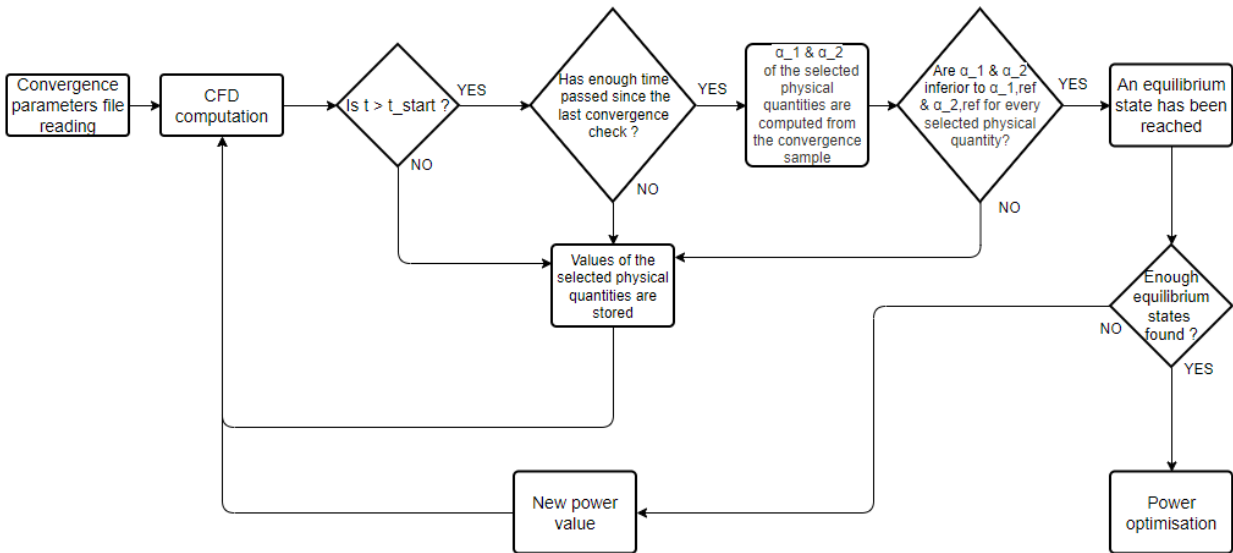 Convergence
parameters file
reading
CFD
computation
Is t > t_start ?
YES
NO
Has enough time
passed since the
last convergence
check ?
YES
NO
α_1 & α_2
of the selected
physical
quantities are
computed from
the convergence
sample
Are α_1 & α_2
inferior to α_1,ref
& α_2,ref for every
selected physical
quantity?
YES
NO
An equilibrium
state has been
reached
Values of the
selected physical
quantities are
stored
Enough
equilibrium
states
found ?
NO
YES
New power
value
Power
optimisation